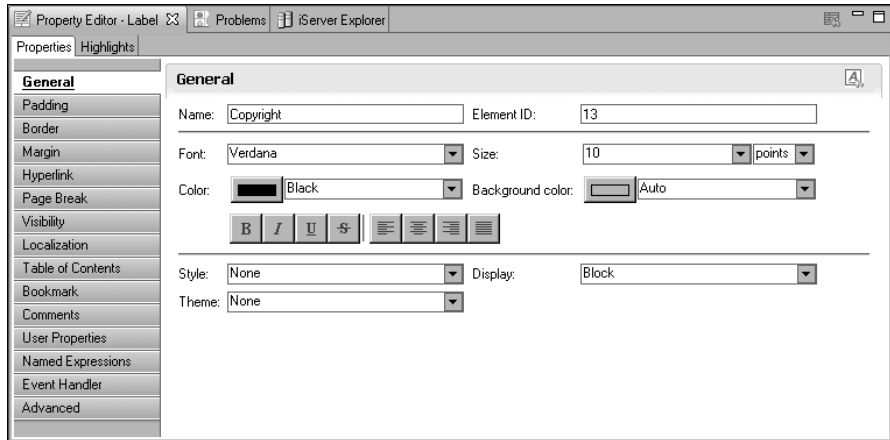 Property Editor - Label Problems iServer Explorer
Properties Highlights
General
Padding
Border
Margin
Hyperlink
Page Break
Visibility
Localization
Table of Contents
Bookmark
Comments
User Properties
Named Expressions
Event Handler
Advanced
General
Name: Copyright Element ID: 13
Font: Verdana Size: 10 points
Color: Black Background color: Auto
B I U S
Style: None Display: Block
Theme: None